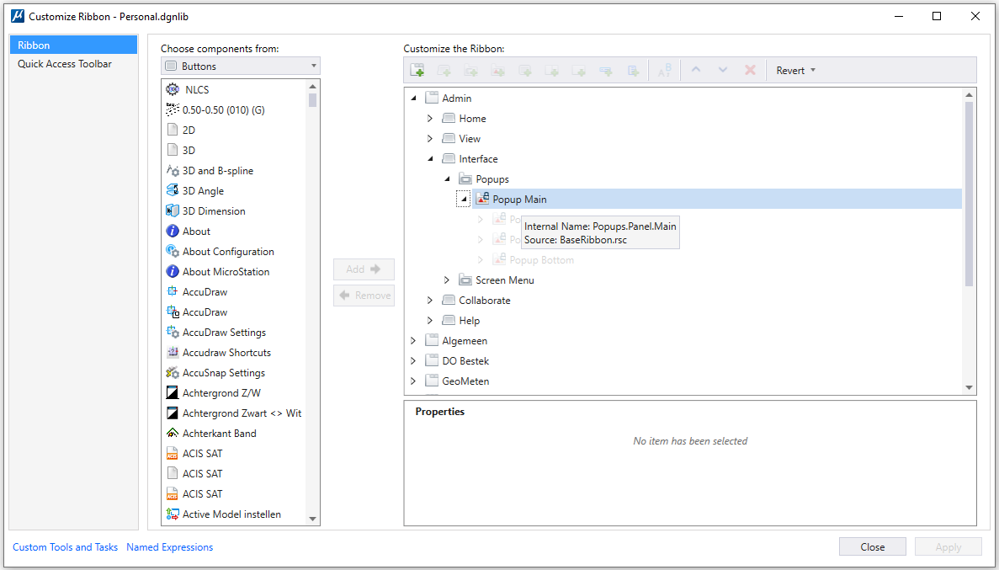 Customize Ribbon - Personal.dgnlib
Ribbon
Quick Access Toolbar
Choose components from:
Buttons
NLCS
0.50-0.50 (010) (G)
2D
3D
3D and B-spline
3D Angle
3D Dimension
About
About Configuration
About MicroStation
AccuDraw
AccuDraw
AccuDraw Settings
Accudraw Shortcuts
AccuSnap Settings
Achtergrond Z/W
Achtergrond Zwart <> Wit
Achterkant Band
ACIS SAT
ACIS SAT
ACIS SAT
Active Model instellen
Add
Remove
Customize the Ribbon:
Revert
Admin
Home
View
Interface
Popups
Popup Main
Po
Internal Name: Popups.Panel.Main
Po
Source: BaseRibbon.rsc
Popup Bottom
Screen Menu
Collaborate
Help
Algemeen
DO Bestek
GeoMeten
Properties
No item has been selected
Custom Tools and Tasks
Named Expressions
Close
Apply